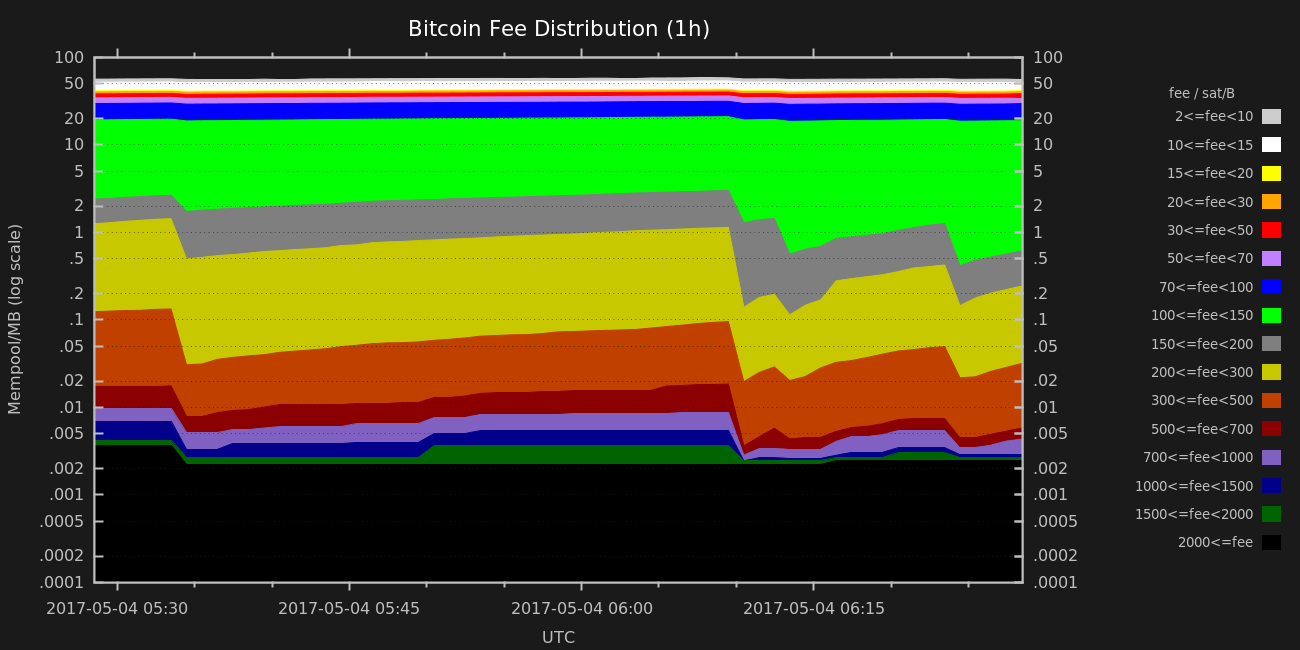 Bitcoin Fee Distribution (1h)
Mempool/MB (log scale)
100
50
20
10
5
2
1
.5
.2
.1
.05
.02
.01
.005
.002
.001
.0005
.0002
.0001
100
50
20
10
5
2
1
.5
.2
.1
.05
.02
.01
.005
.002
.001
.0005
.0002
.0001
2017-05-04 05:30 2017-05-04 05:45 2017-05-04 06:00 2017-05-04 06:15
UTC
fee / sat/B
2<=fee<10
10<=fee<15
15<=fee<20
20<=fee<30
30<=fee<50
50<=fee<70
70<=fee<100
100<=fee<150
150<=fee<200
200<=fee<300
300<=fee<500
500<=fee<700
700<=fee<1000
1000<=fee<1500
1500<=fee<2000
2000<=fee